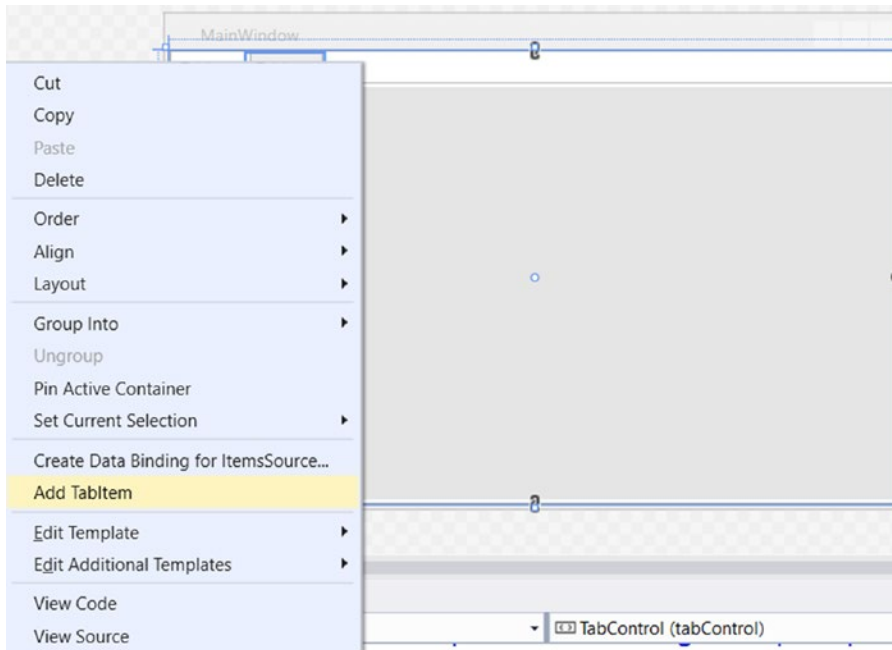 MainWindow
Cut
Copy
Paste
Delete
Order
Align
Layout
Group Into
Ungroup
Pin Active Container
Set Current Selection
Create Data Binding for ItemsSource...
Add TabItem
Edit Template
Edit Additional Templates
View Code
View Source
TabControl (tabControl)